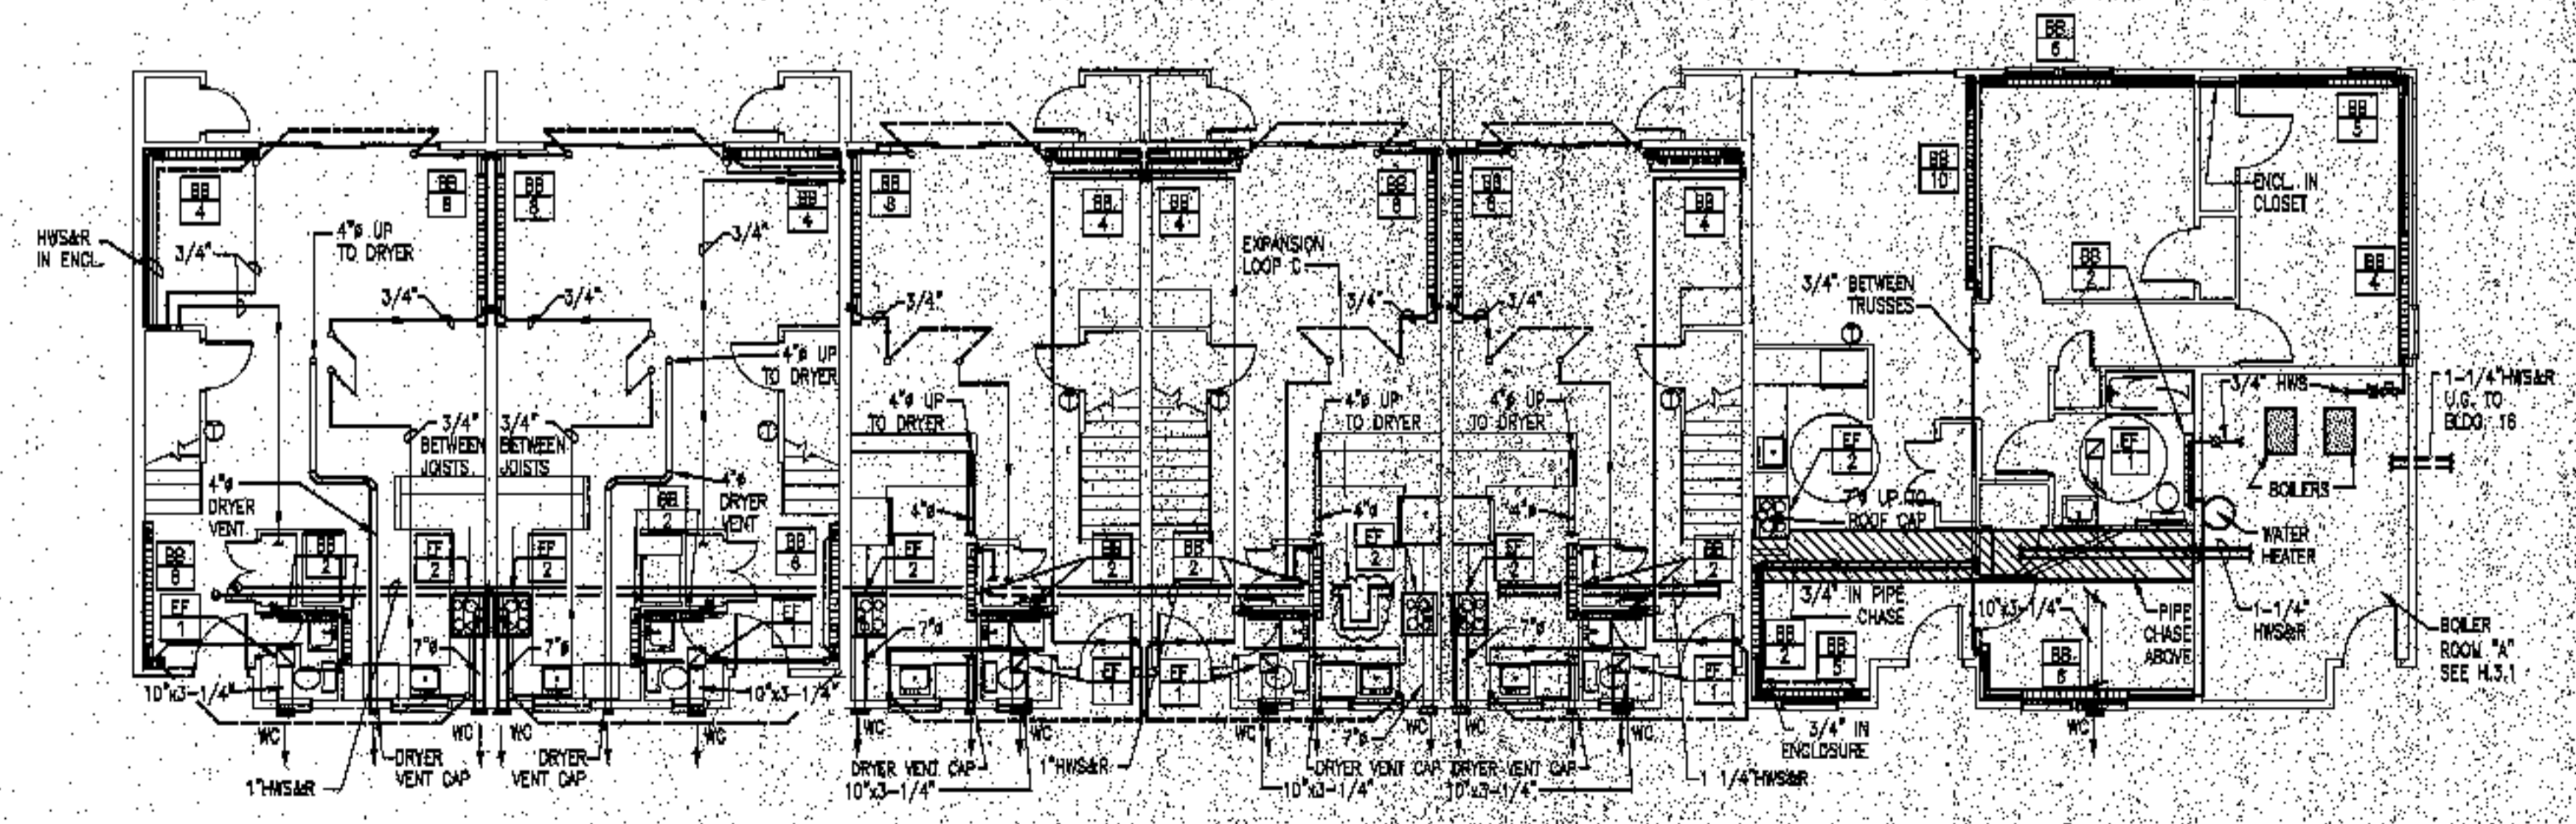 BB
6
BB
5
BB
10
ENCL. IN
CLOSET
BB
4
BB
8
BB
4
BB
8
BB
4
BB
4
BB
8
BB
4
HWS&R
IN ENCL.
3/4"
4"ø UP
TO DRYER
3/4"
EXPANSION
LOOP C
BB
2
BB
4
3/4" BETWEEN
TRUSSES
3/4"
3/4"
3/4"
3/4"
3/4"
T
4"ø UP
TO DRYER
3/4" HWS
1-1/4"HWS&R
U.G. TO
BLDG. 16
4"ø UP
TO DRYER
4"ø UP
TO DRYER
4"ø UP
TO DRYER
T
3/4"
BETWEEN
JOISTS
3/4"
BETWEEN
JOISTS
T
T
T
T
EF
2
EF
1
4"ø
DRYER
VENT
4"ø
DRYER
VENT
BB
2
BOILERS
7"ø UP TO
ROOF CAP
4"ø
4"ø
4"ø
WATER
HEATER
BB
8
BB
2
EF
2
EF
2
BB
EF
2
BB
2
BB
2
EF
2
EF
2
BB
2
EF
1
EF
1
3/4" IN PIPE
CHASE
10"x3-1/4"
PIPE
CHASE
ABOVE
1-1/4"
HWS&R
BOILER
ROOM "A"
SEE H.3.1
7"ø
7"ø
7"ø
BB
2
BB
5
BB
6
EF
1
EF
1
EF
1
10"x3-1/4"
10"x3-1/4"
WC
WC
WC
WC
WC
WC
WC
WC
WC
WC
WC
7"ø
3/4" IN
ENCLOSURE
DRYER
VENT CAP
DRYER
VENT CAP
DRYER VENT CAP
DRYER VENT CAP
DRYER VENT CAP
1"HWS&R
1"HWS&R
1 1/4"HWS&R
10"x3-1/4"
10"x3-1/4"
10"x3-1/4"